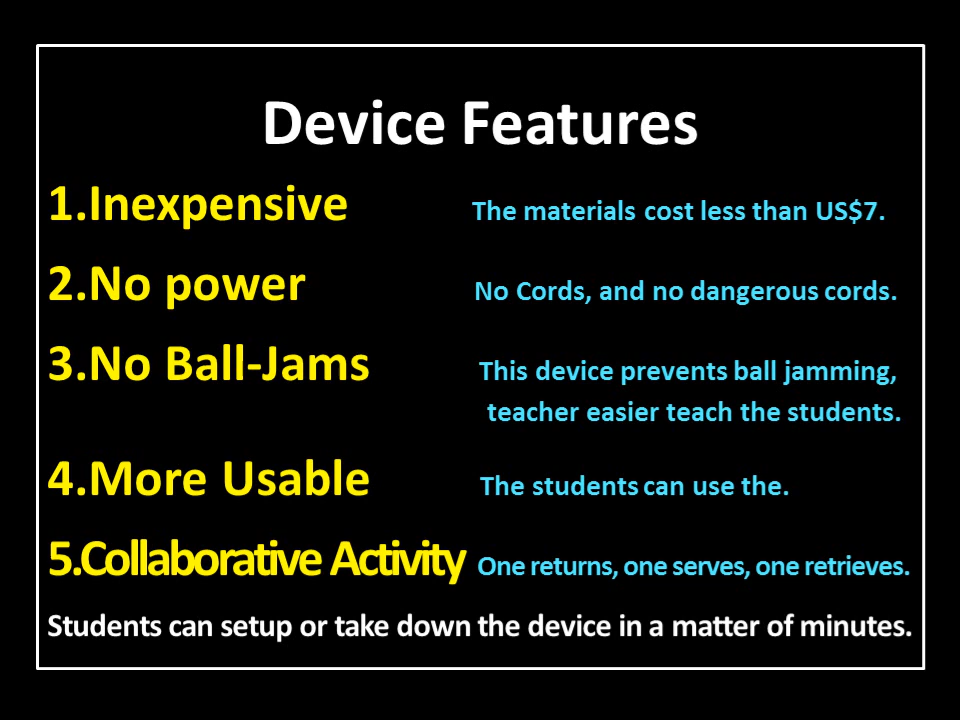 Device Features
1.Inexpensive The materials cost less than US$7.
2.No power No Cords, and no dangerous cords.
3.No Ball-Jams This device prevents ball jamming,
teacher easier teach the students.
4.More Usable The students can use the.
5.Collaborative Activity One returns, one serves, one retrieves.
Students can setup or take down the device in a matter of minutes.